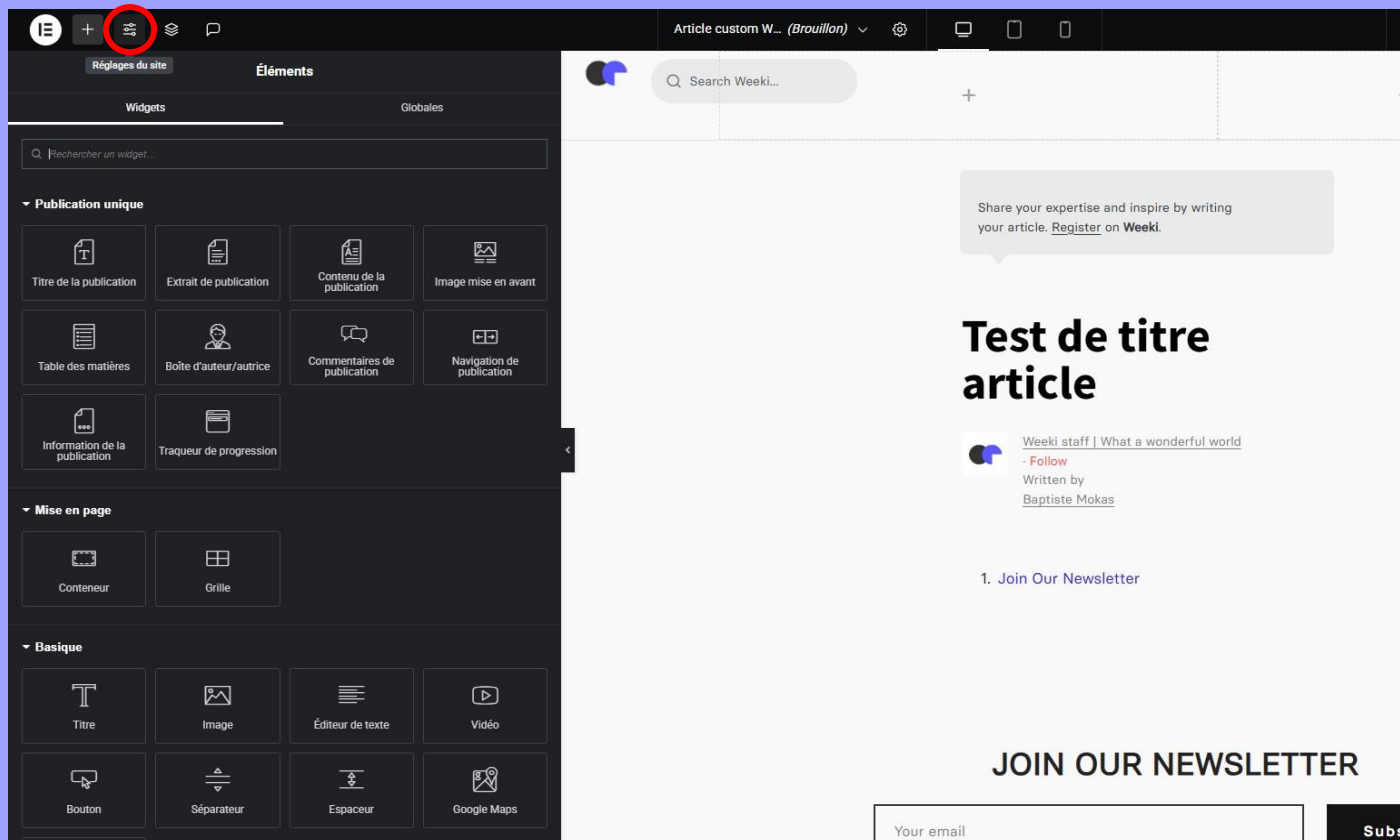 Article custom W... (Brouillon)
Réglages du site
Éléments
Widgets
Globales
Rechercher un widget...
Publication unique
Titre de la publication
Extrait de publication
Contenu de la
publication
Image mise en avant
Table des matières
Boîte d'auteur/autrice
Commentaires de
publication
Navigation de
publication
Information de la
publication
Traqueur de progression
Mise en page
Conteneur
Grille
Basique
Titre
Image
Éditeur de texte
Vidéo
Bouton
Séparateur
Espaceur
Google Maps
Search Weeki...
Share your expertise and inspire by writing
your article. Register on Weeki.
Test de titre
article
Weeki staff | What a wonderful world
· Follow
Written by
Baptiste Mokas
1. Join Our Newsletter
JOIN OUR NEWSLETTER
Your email